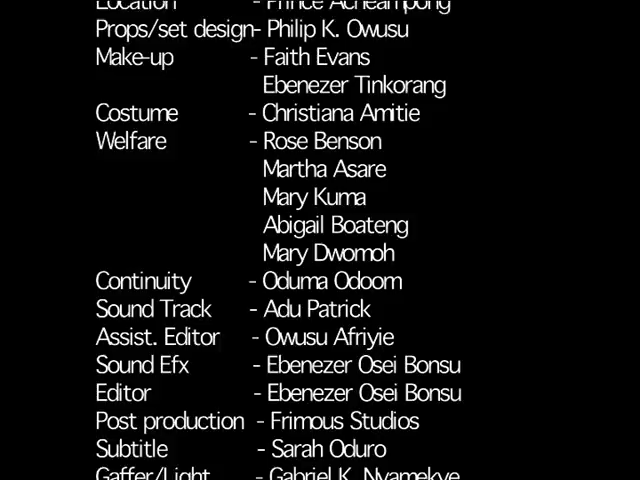 Location - Prince Acheampong
Props/set design- Philip K. Owusu
Make-up - Faith Evans
Ebenezer Tinkorang
Costume - Christiana Amitie
Welfare - Rose Benson
Martha Asare
Mary Kuma
Abigail Boateng
Mary Dwomoh
Continuity - Oduma Odoom
Sound Track - Adu Patrick
Assist. Editor - Owusu Afriyie
Sound Efx - Ebenezer Osei Bonsu
Editor - Ebenezer Osei Bonsu
Post production - Frimous Studios
Subtitle - Sarah Oduro
Gaffer/Light - Gabriel K. Nyamekye